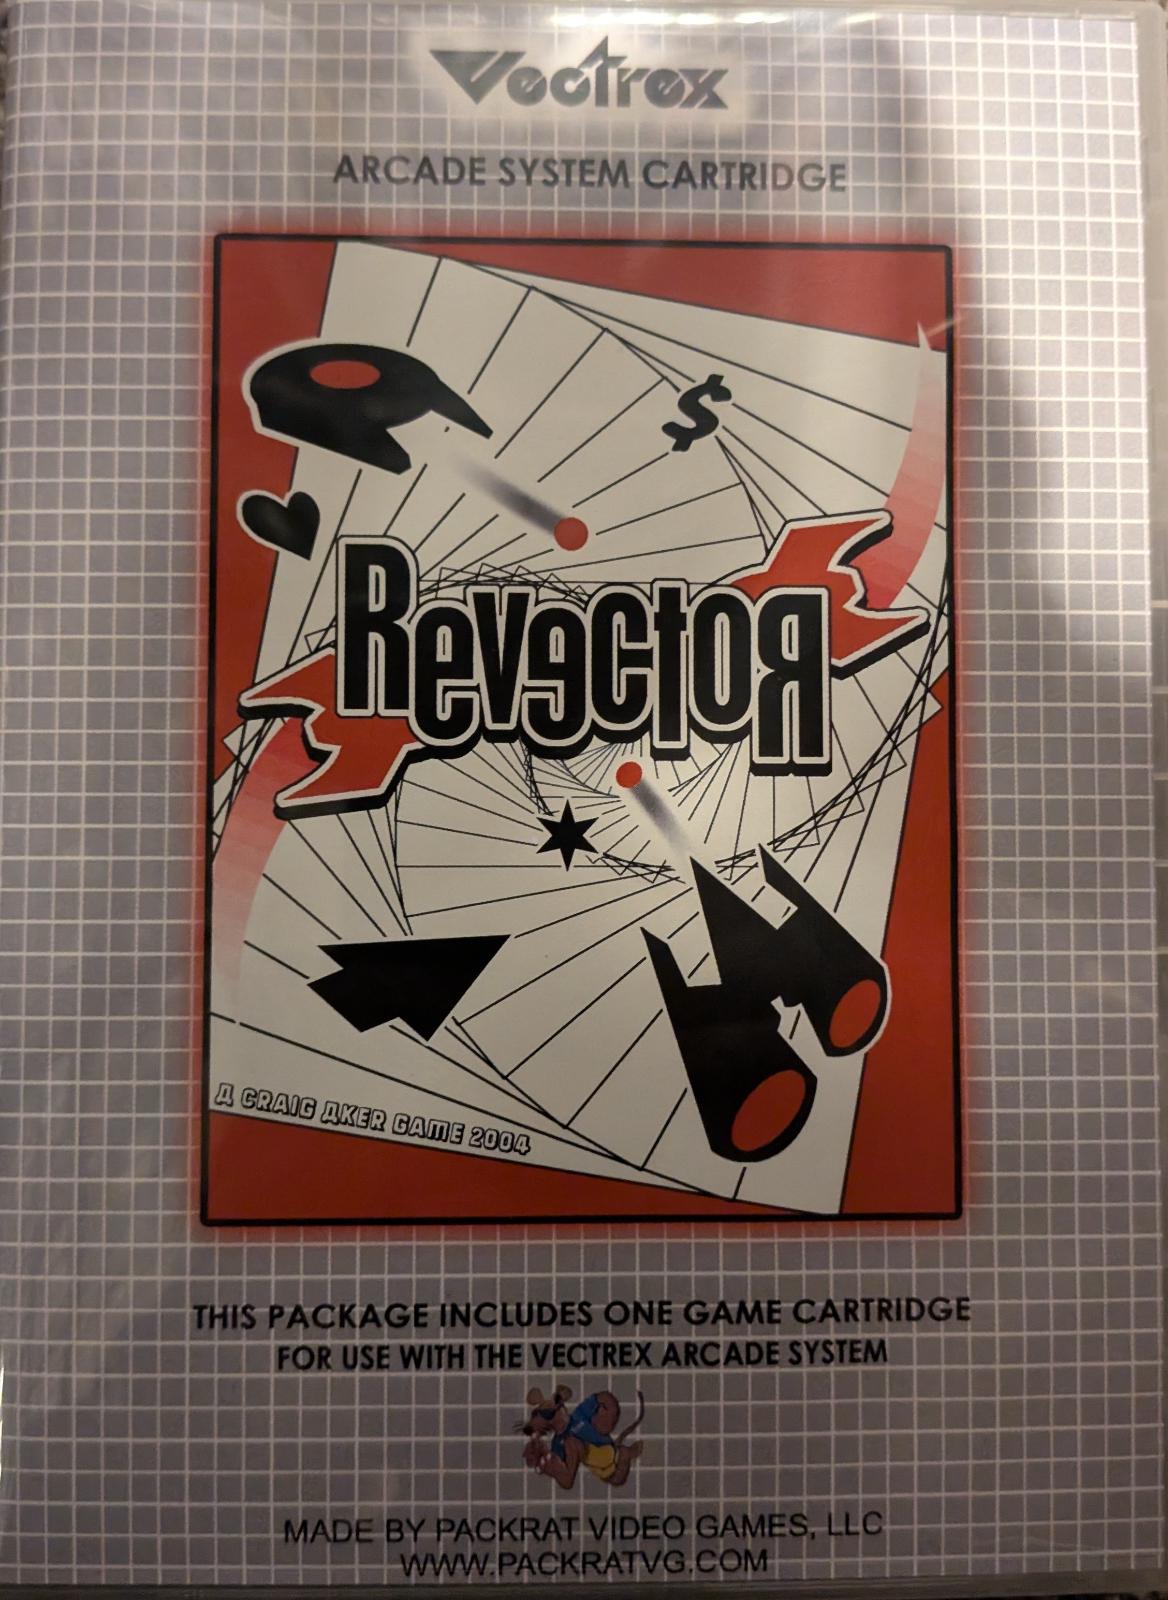 Vectrex
ARCADE SYSTEM CARTRIDGE
$
RevectoR
A CRAIG AKER GAME 2004
THIS PACKAGE INCLUDES ONE GAME CARTRIDGE
FOR USE WITH THE VECTREX ARCADE SYSTEM
MADE BY PACKRAT VIDEO GAMES, LLC
WWW.PACKRATVG.COM